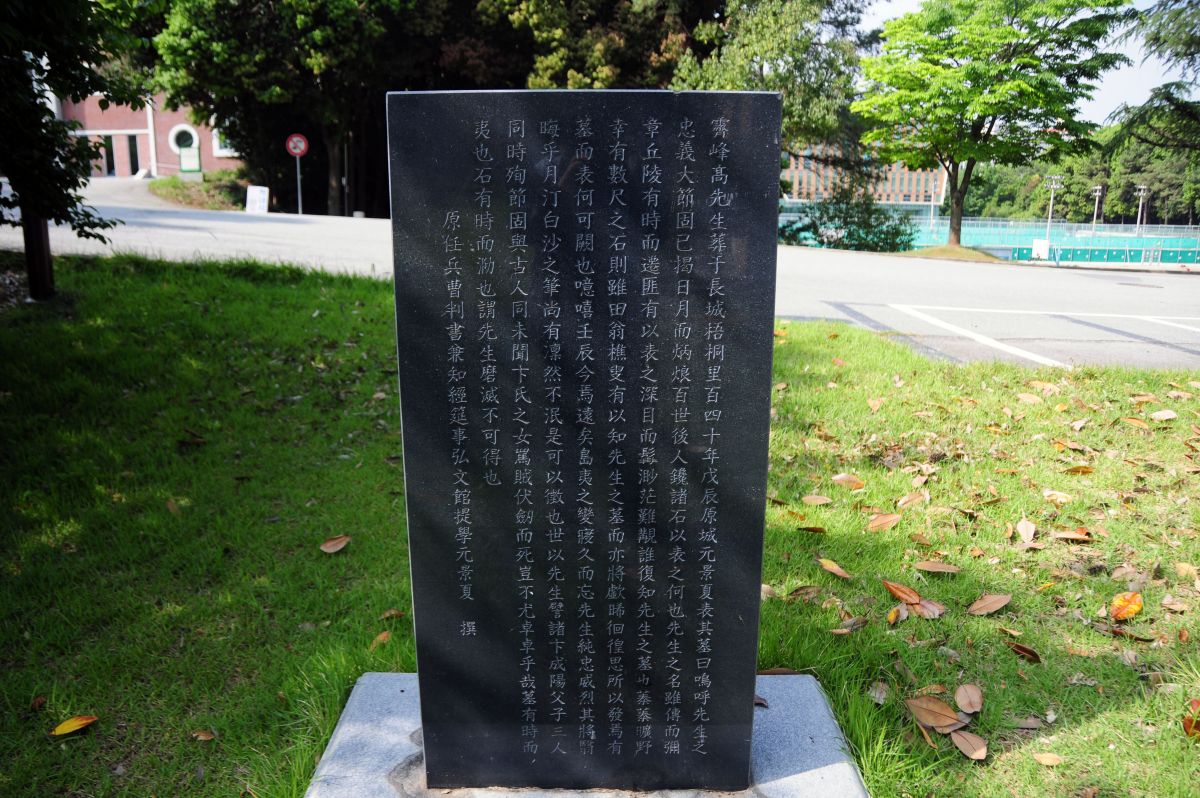 霽峰高先生葬于長城梧桐里百四十年戊辰原城元景夏表其墓曰嗚呼先生之
忠義大節固已揭日月而炳烺百世後人鑱諸石以表之何也先生之名雖傳而彌
章丘陵有時而遷匪有以表之深目而髯渺茫難覩誰復知先生之墓也蓁蓁曠野
幸有數尺之石則雖田翁樵叟有以知先生之墓而亦將歔晞徊徨思所以發焉有
墓而表何可闕也噫嘻壬辰今焉遠矣島夷之變寢久而忘先生純忠威烈其將翳
晦乎月汀白沙之筆尚有凛然不泯是可以徵也世以先生譬諸卞成陽父子三人
同時殉節固與古人同未聞卞氏之女罵賊伏劒而死豈不尤卓卓乎哉墓有時而
夷也石有時而泐也謂先生磨滅不可得也
原任兵曹判書兼知經筵事弘文館提學元景夏 撰